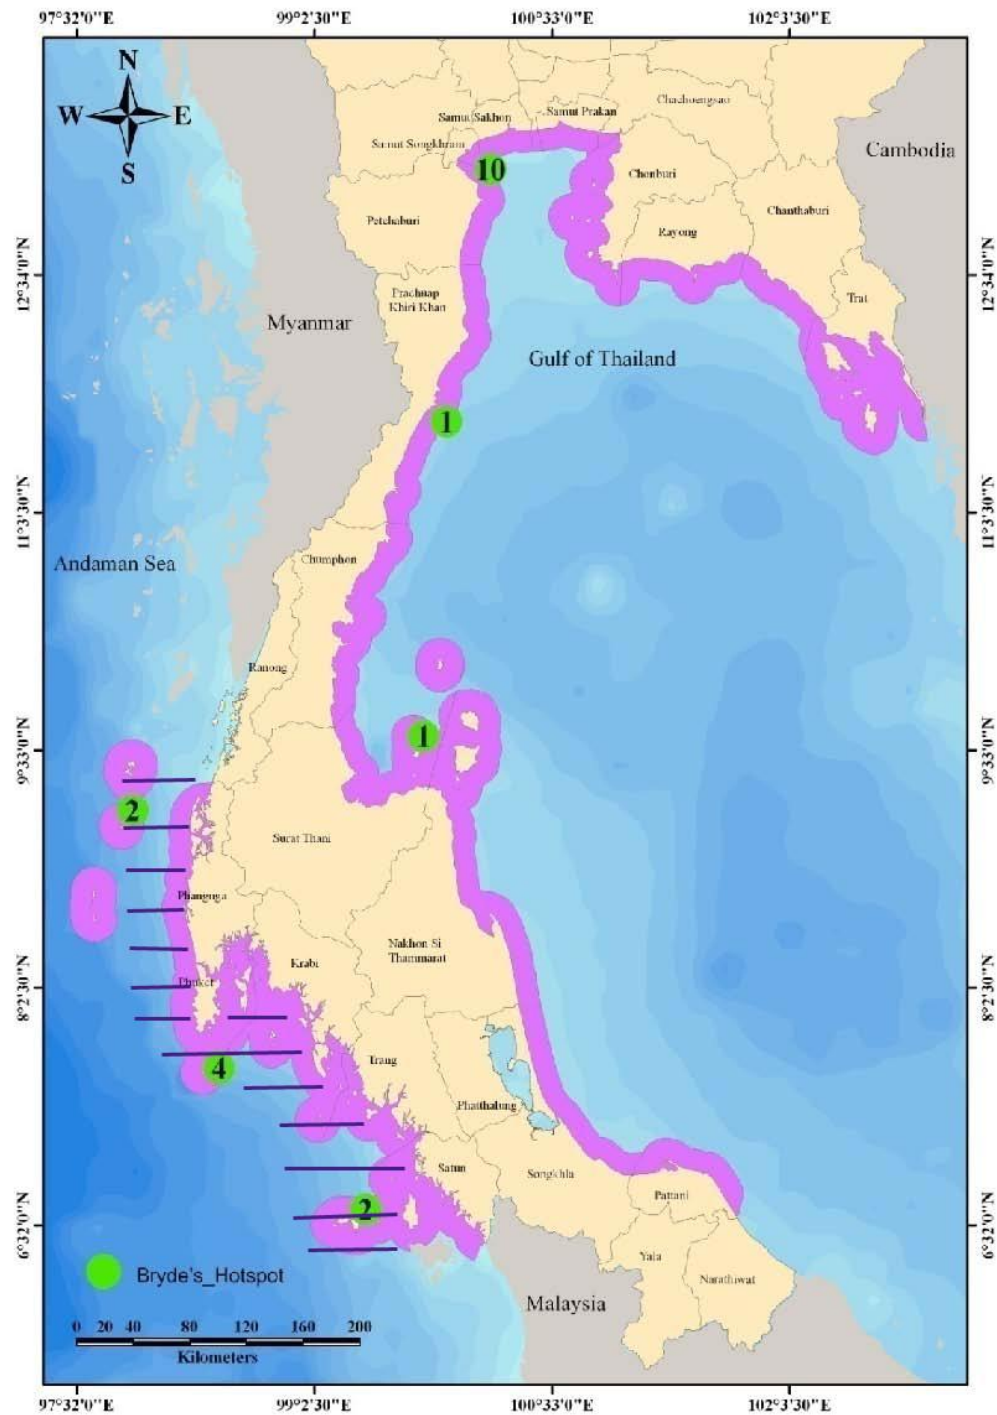 97°32'0"E 99°2'30"E 100°33'0"E 102°3'30"E
N
W E
S
Chachoengsao
Samut Prakan
Samut Sakhon
Samut Songkhram
Cambodia
10
Chonburi
Chanthaburi
Petchaburi
Rayong
12°34'0"N 12°34'0"N
Prachuap
Khiri Khan
Trat
Myanmar
Gulf of Thailand
1
11°3'30"N 11°3'30"N
Chumphon
Andaman Sea
Ranong
1
9°33'0"N 9°33'0"N
2
Surat Thani
Phangnga
Nakhon Si
Thammarat
Krabi
Phuket
8°2'30"N 8°2'30"N
Trang
4
Phatthalung
Satun
Songkhla
Pattani
2
6°32'0"N 6°32'0"N
Yala
Narathiwat
Bryde's_Hotspot
Malaysia
0 20 40 80 120 160 200
Kilometers
97°32'0"E 99°2'30"E 100°33'0"E 102°3'30"E